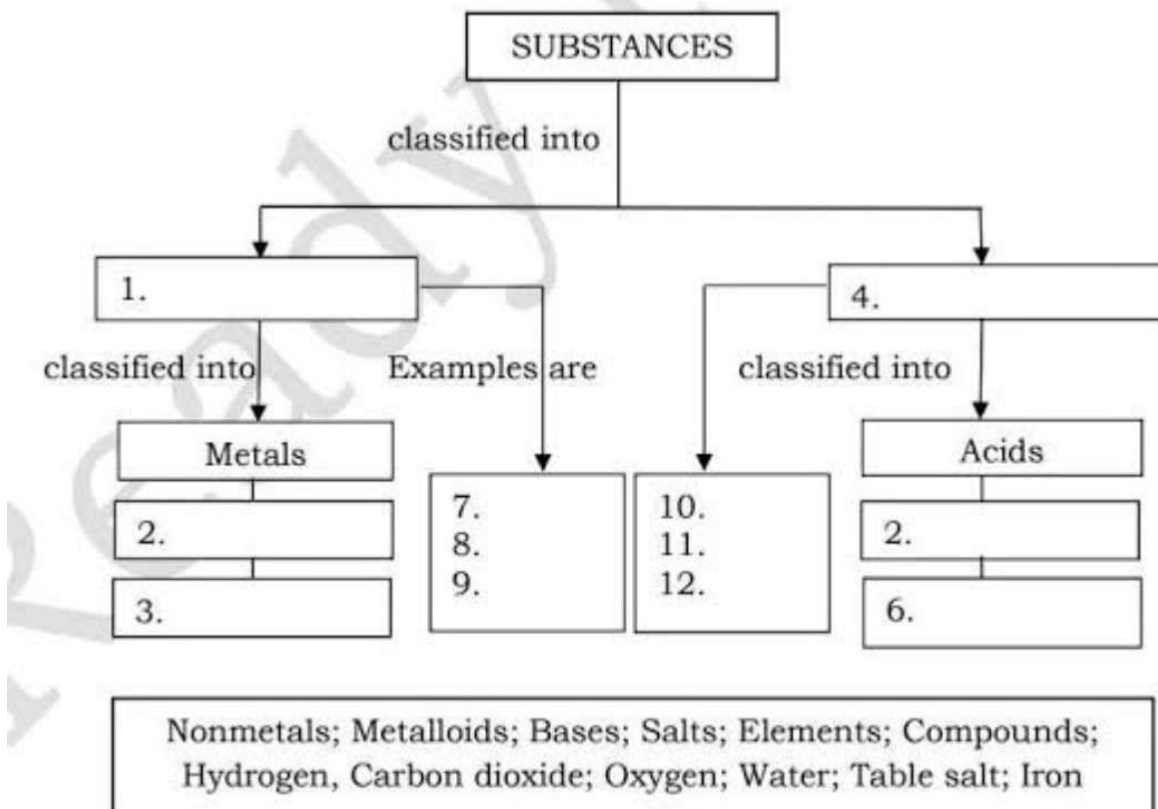 SUBSTANCES
classified into
1.
4.
classified into
Examples are
classified into
Metals
Acids
2.
3.
7.
8.
9.
10.
11.
12.
2.
6.
Nonmetals; Metalloids; Bases; Salts; Elements; Compounds;
Hydrogen, Carbon dioxide; Oxygen; Water; Table salt; Iron